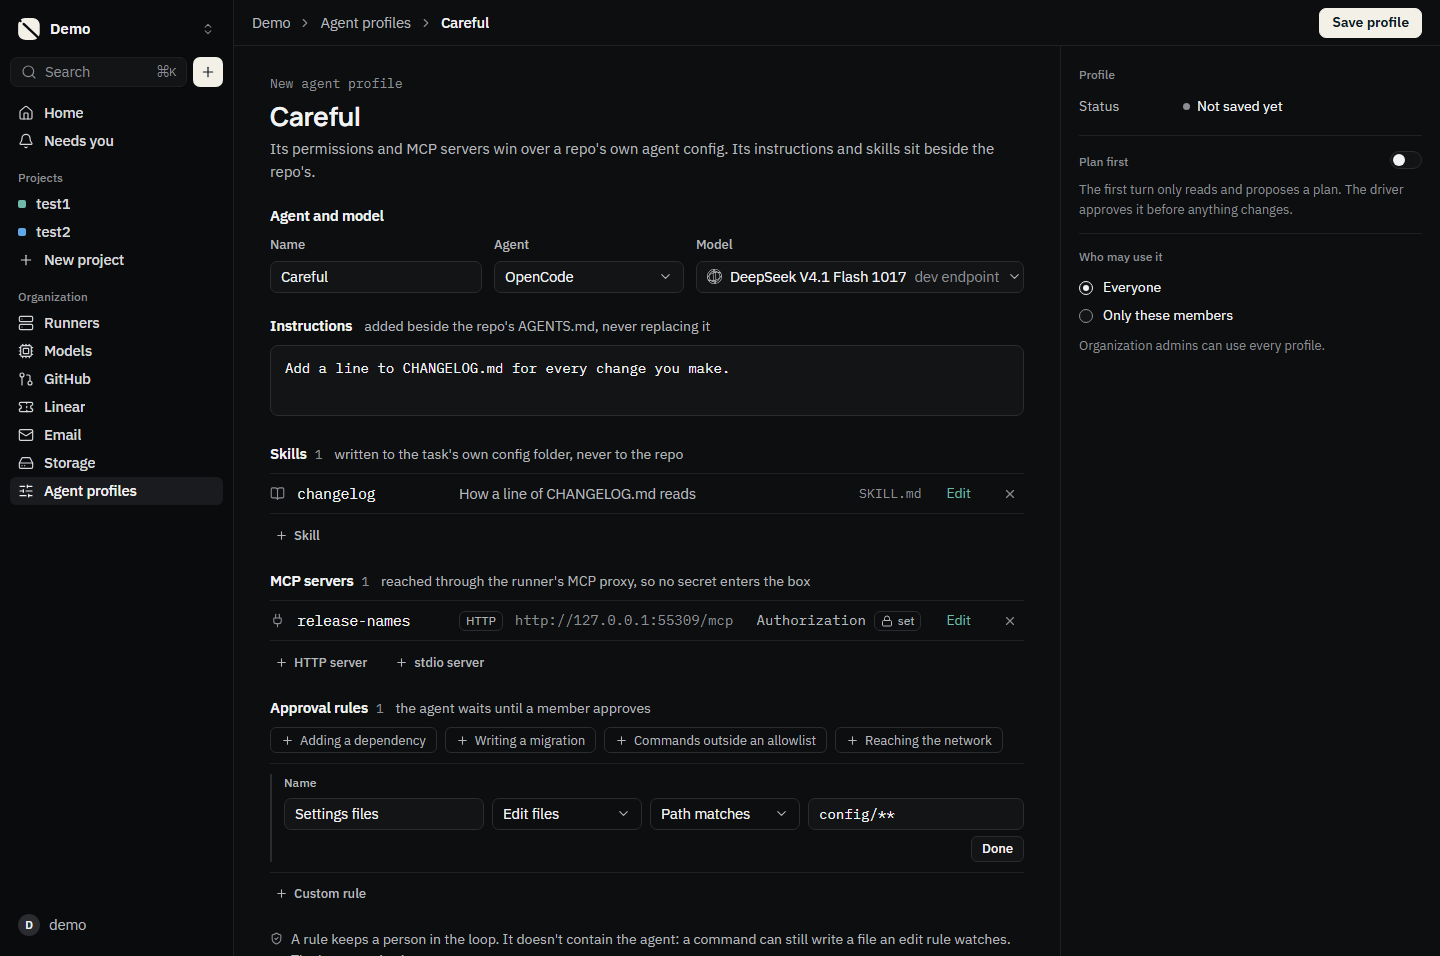 Demo
Search ⌘K
Home
Needs you
Projects
test1
test2
New project
Organization
Runners
Models
GitHub
Linear
Email
Storage
Agent profiles
D demo
Demo > Agent profiles > Careful
Save profile
New agent profile
Careful
Its permissions and MCP servers win over a repo's own agent config. Its instructions and skills sit beside the
repo's.
Agent and model
Name Agent Model
Careful OpenCode DeepSeek V4.1 Flash 1017 dev endpoint
Instructions added beside the repo's AGENTS.md, never replacing it
Add a line to CHANGELOG.md for every change you make.
Skills 1 written to the task's own config folder, never to the repo
changelog How a line of CHANGELOG.md reads SKILL.md Edit ×
+ Skill
MCP servers 1 reached through the runner's MCP proxy, so no secret enters the box
release-names HTTP http://127.0.0.1:55309/mcp Authorization set Edit ×
+ HTTP server + stdio server
Approval rules 1 the agent waits until a member approves
+ Adding a dependency + Writing a migration + Commands outside an allowlist + Reaching the network
Name
Settings files Edit files Path matches config/**
Done
+ Custom rule
A rule keeps a person in the loop. It doesn't contain the agent: a command can still write a file an edit rule watches.
Profile
Status Not saved yet
Plan first
The first turn only reads and proposes a plan. The driver
approves it before anything changes.
Who may use it
Everyone
Only these members
Organization admins can use every profile.